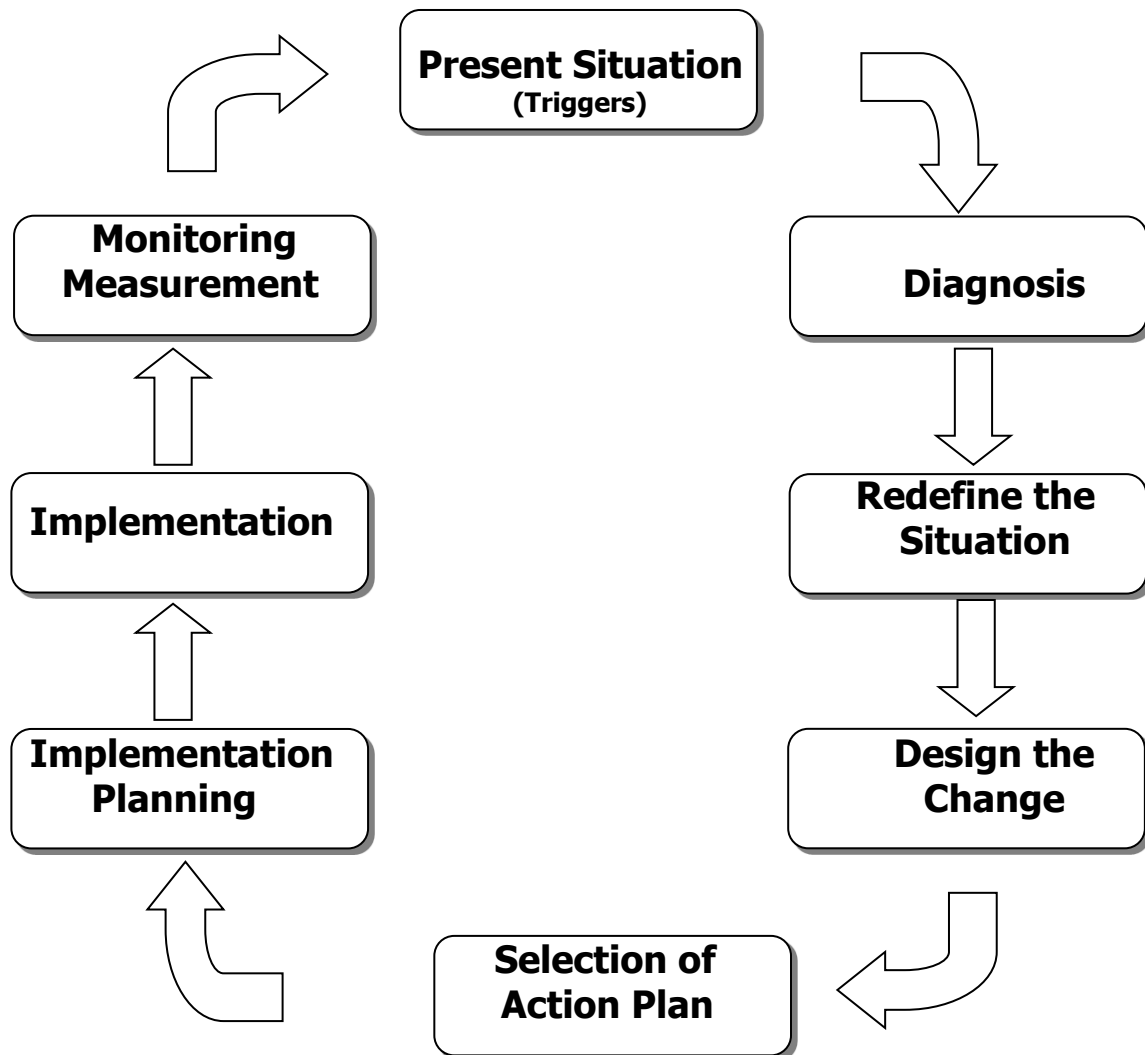 Present Situation
(Triggers)
Diagnosis
Redefine the
Situation
Design the
Change
Selection of
Action Plan
Implementation
Planning
Implementation
Monitoring
Measurement